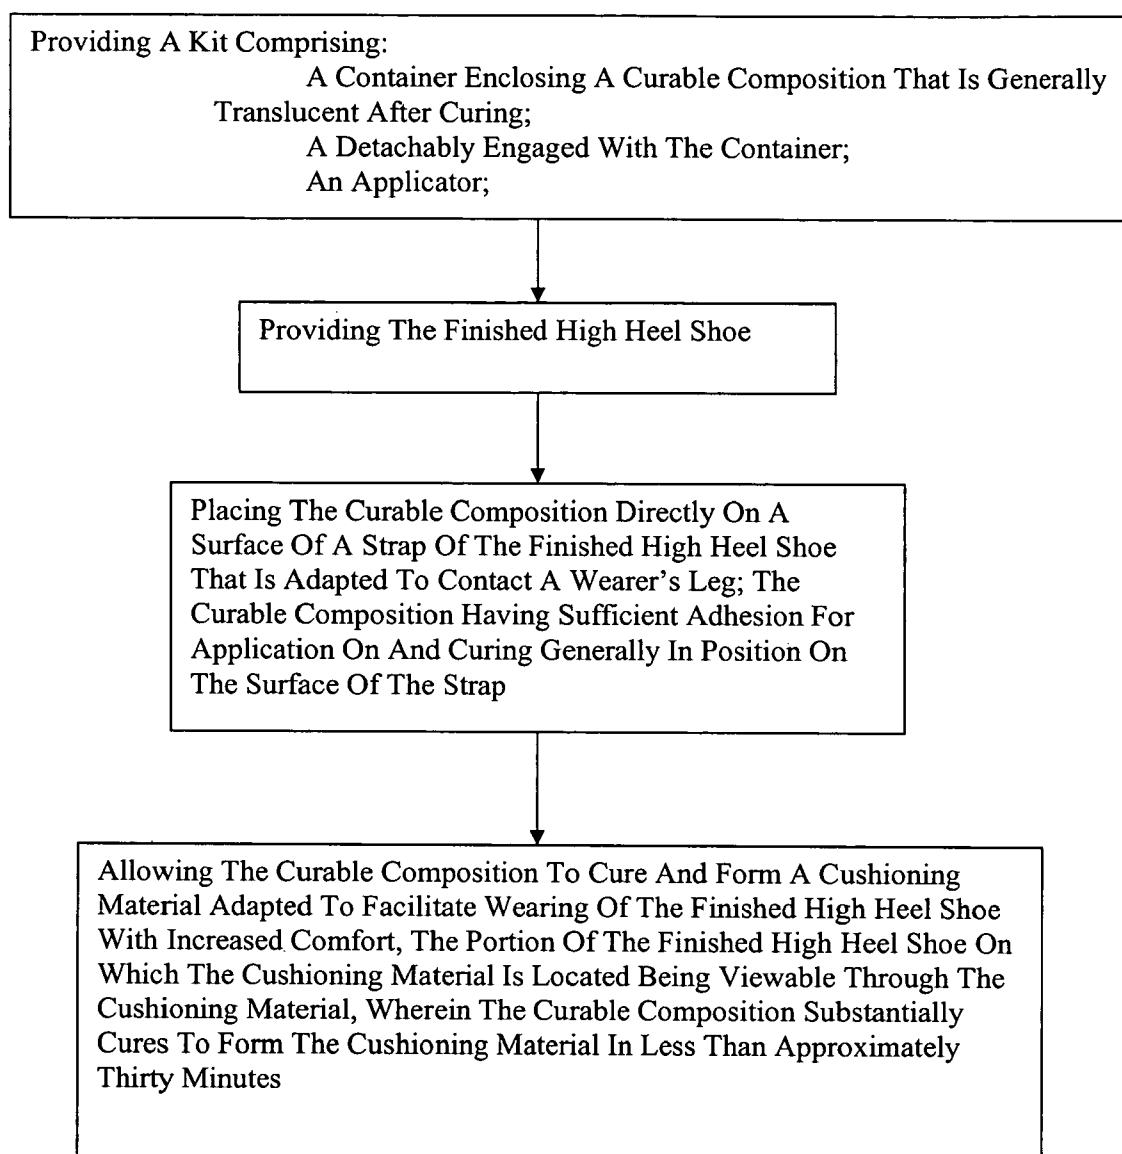 Providing A Kit Comprising:
A Container Enclosing A Curable Composition That Is Generally
Translucent After Curing;
A Detachably Engaged With The Container;
An Applicator;
Providing The Finished High Heel Shoe
Placing The Curable Composition Directly On A
Surface Of A Strap Of The Finished High Heel Shoe
That Is Adapted To Contact A Wearer's Leg; The
Curable Composition Having Sufficient Adhesion For
Application On And Curing Generally In Position On
The Surface Of The Strap
Allowing The Curable Composition To Cure And Form A Cushioning
Material Adapted To Facilitate Wearing Of The Finished High Heel Shoe
With Increased Comfort, The Portion Of The Finished High Heel Shoe On
Which The Cushioning Material Is Located Being Viewable Through The
Cushioning Material, Wherein The Curable Composition Substantially
Cures To Form The Cushioning Material In Less Than Approximately
Thirty Minutes